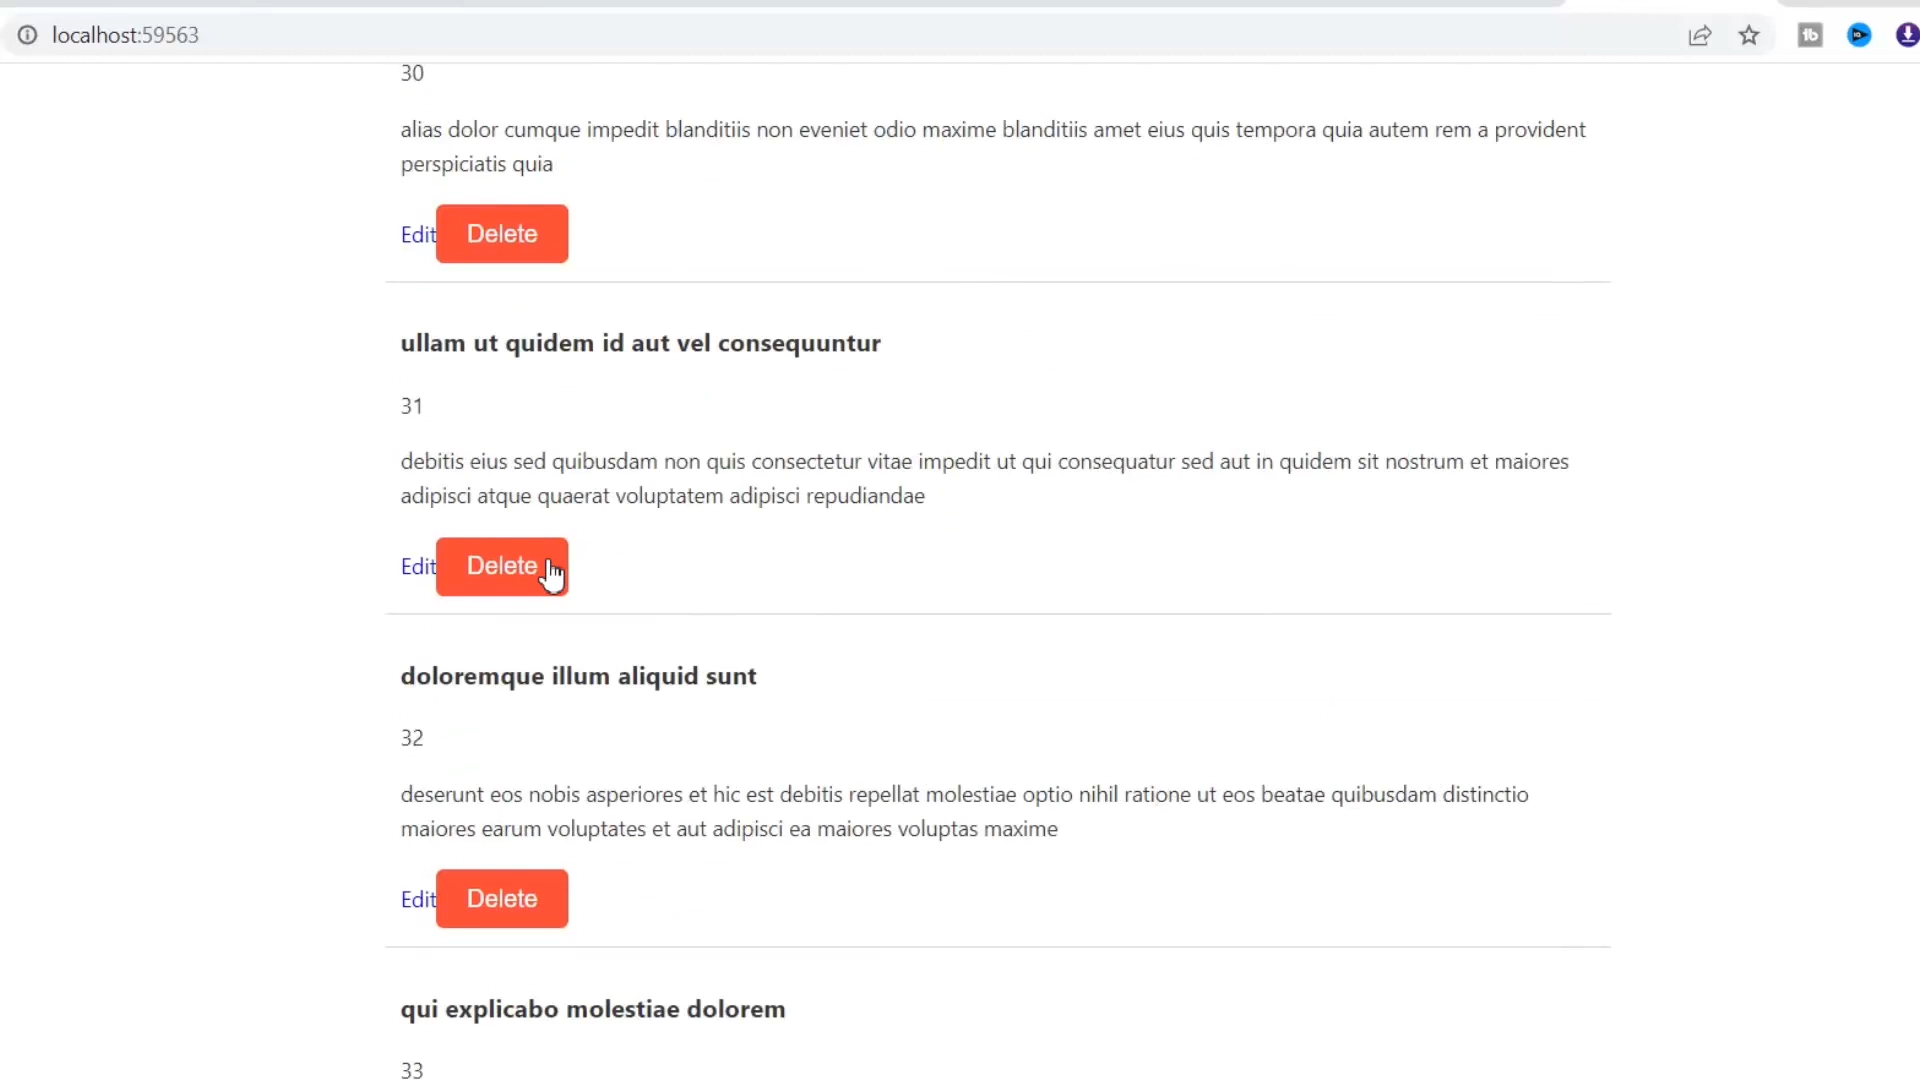 localhost:59563
tb
30
alias dolor cumque impedit blanditiis non eveniet odio maxime blanditiis amet eius quis tempora quia autem rem a provident
perspiciatis quia
Edit Delete
ullam ut quidem id aut vel consequuntur
31
debitis eius sed quibusdam non quis consectetur vitae impedit ut qui consequatur sed aut in quidem sit nostrum et maiores
adipisci atque quaerat voluptatem adipisci repudiandae
Edit Delete
doloremque illum aliquid sunt
32
deserunt eos nobis asperiores et hic est debitis repellat molestiae optio nihil ratione ut eos beatae quibusdam distinctio
maiores earum voluptates et aut adipisci ea maiores voluptas maxime
Edit Delete
qui explicabo molestiae dolorem
33